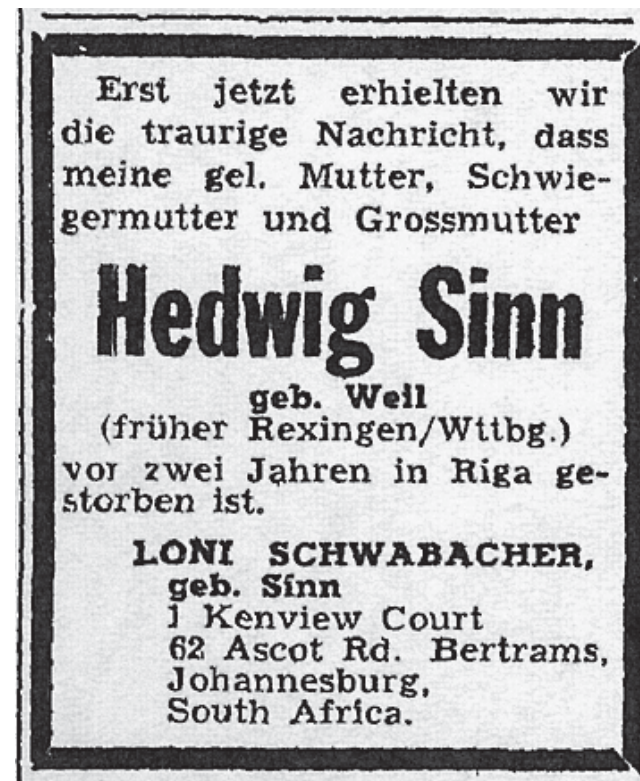 Erst jetzt erhielten wir
die traurige Nachricht, dass
meine gel. Mutter, Schwie-
germutter und Grossmutter
Hedwig Sinn
geb. Weil
(früher Rexingen/Wttbg.)
vor zwei Jahren in Riga ge-
storben ist.
LONI SCHWABACHER,
geb. Sinn
1 Kenview Court
62 Ascot Rd. Bertrams,
Johannesburg,
South Africa.